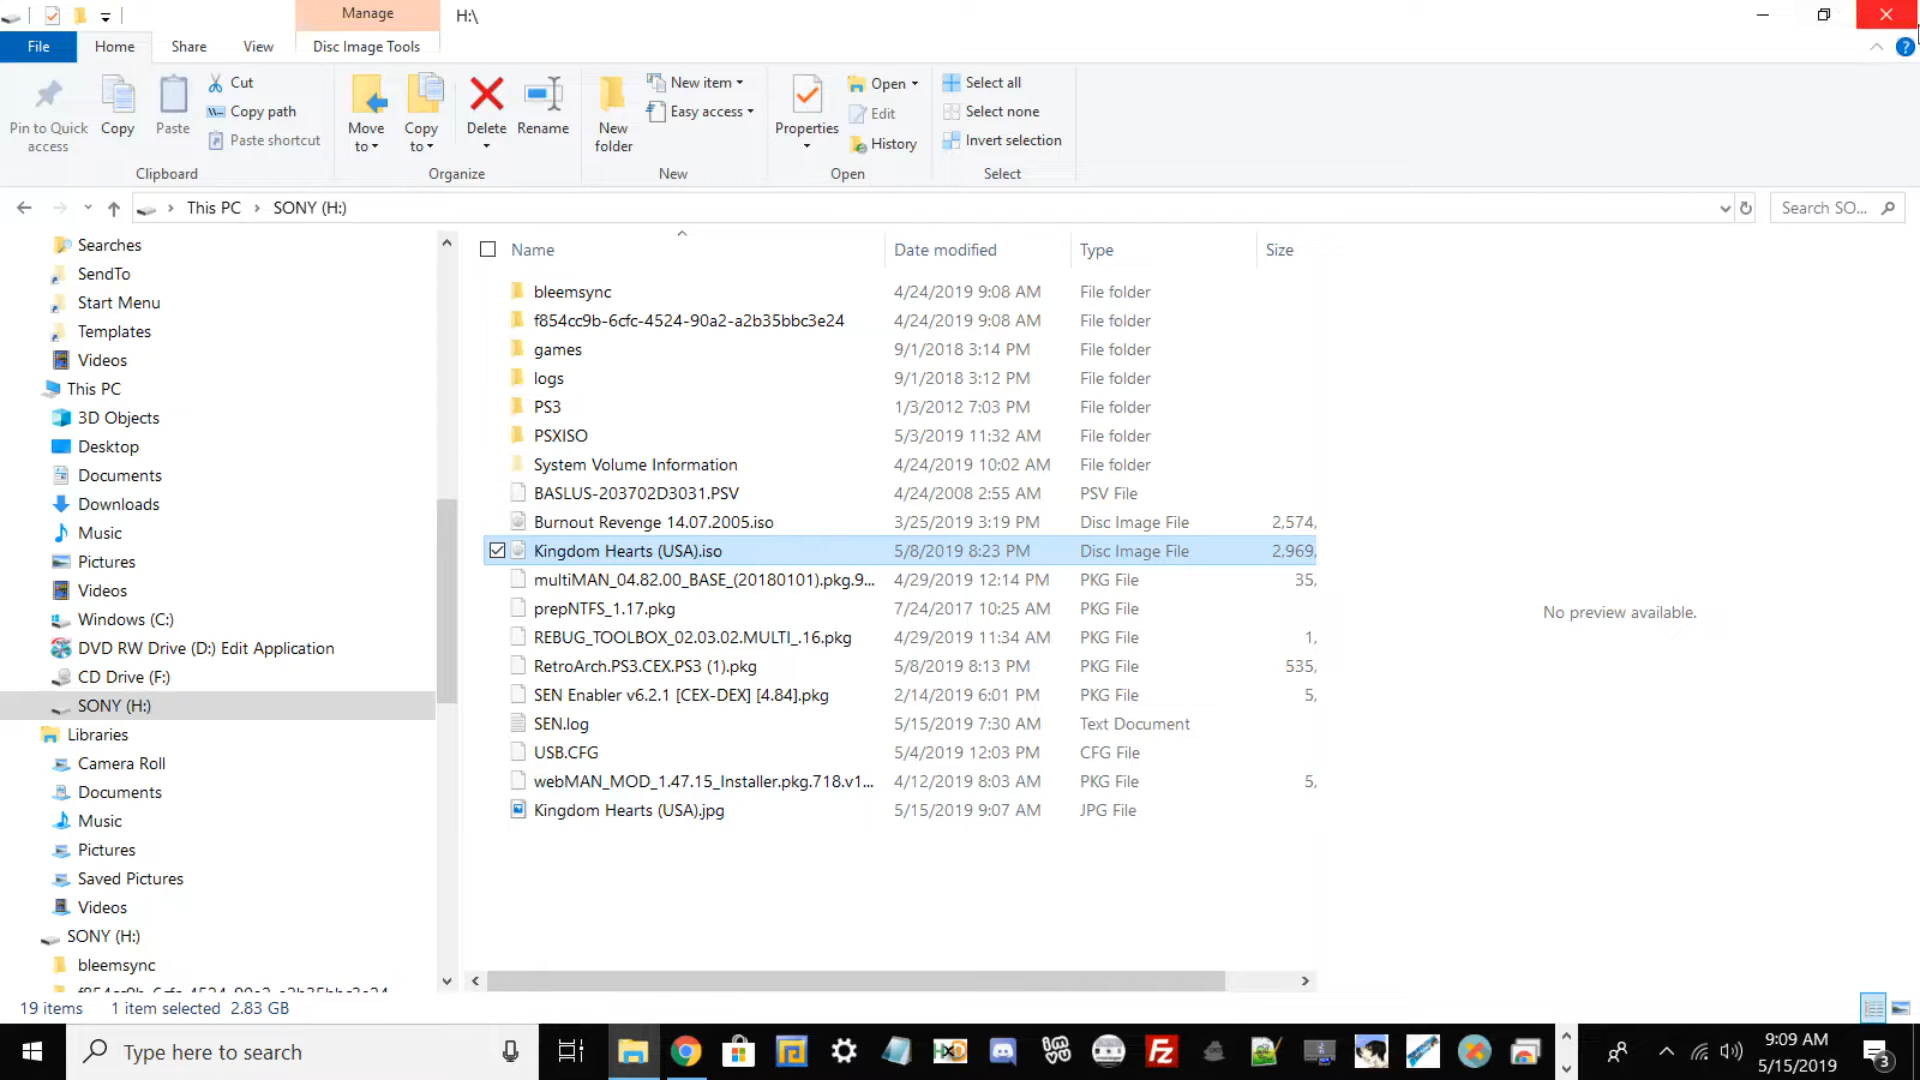 Manage
H:\
File
Home
Share
View
Disc Image Tools
Pin to Quick access
Copy
Paste
Cut
Copy path
Paste shortcut
Clipboard
Move to
Copy to
Delete
Rename
Organize
New folder
New item
Easy access
New
Properties
Open
Edit
History
Open
Select all
Select none
Invert selection
Select
This PC
SONY (H:)
Search SO...
Searches
SendTo
Start Menu
Templates
Videos
This PC
3D Objects
Desktop
Documents
Downloads
Music
Pictures
Videos
Windows (C:)
DVD RW Drive (D:) Edit Application
CD Drive (F:)
SONY (H:)
Libraries
Camera Roll
Documents
Music
Pictures
Saved Pictures
Videos
SONY (H:)
bleemsync
f854cc9b-6cfc-4524-90a2-a2b35bbc3e24
Name Date modified Type Size
bleemsync 4/24/2019 9:08 AM File folder
f854cc9b-6cfc-4524-90a2-a2b35bbc3e24 4/24/2019 9:08 AM File folder
games 9/1/2018 3:14 PM File folder
logs 9/1/2018 3:12 PM File folder
PS3 1/3/2012 7:03 PM File folder
PSXISO 5/3/2019 11:32 AM File folder
System Volume Information 4/24/2019 10:02 AM File folder
BASLUS-203702D3031.PSV 4/24/2008 2:55 AM PSV File
Burnout Revenge 14.07.2005.iso 3/25/2019 3:19 PM Disc Image File 2,574,
Kingdom Hearts (USA).iso 5/8/2019 8:23 PM Disc Image File 2,969,
multiMAN_04.82.00_BASE_(20180101).pkg.9... 4/29/2019 12:14 PM PKG File 35,
prepNTFS_1.17.pkg 7/24/2017 10:25 AM PKG File
REBUG_TOOLBOX_02.03.02.MULTI_.16.pkg 4/29/2019 11:34 AM PKG File 1,
RetroArch.PS3.CEX.PS3 (1).pkg 5/8/2019 8:13 PM PKG File 535,
SEN Enabler v6.2.1 [CEX-DEX] [4.84].pkg 2/14/2019 6:01 PM PKG File 5,
SEN.log 5/15/2019 7:30 AM Text Document
USB.CFG 5/4/2019 12:03 PM CFG File
webMAN_MOD_1.47.15_Installer.pkg.718.v1... 4/12/2019 8:03 AM PKG File 5,
Kingdom Hearts (USA).jpg 5/15/2019 9:07 AM JPG File
No preview available.
19 items 1 item selected 2.83 GB
Type here to search
9:09 AM
5/15/2019
3